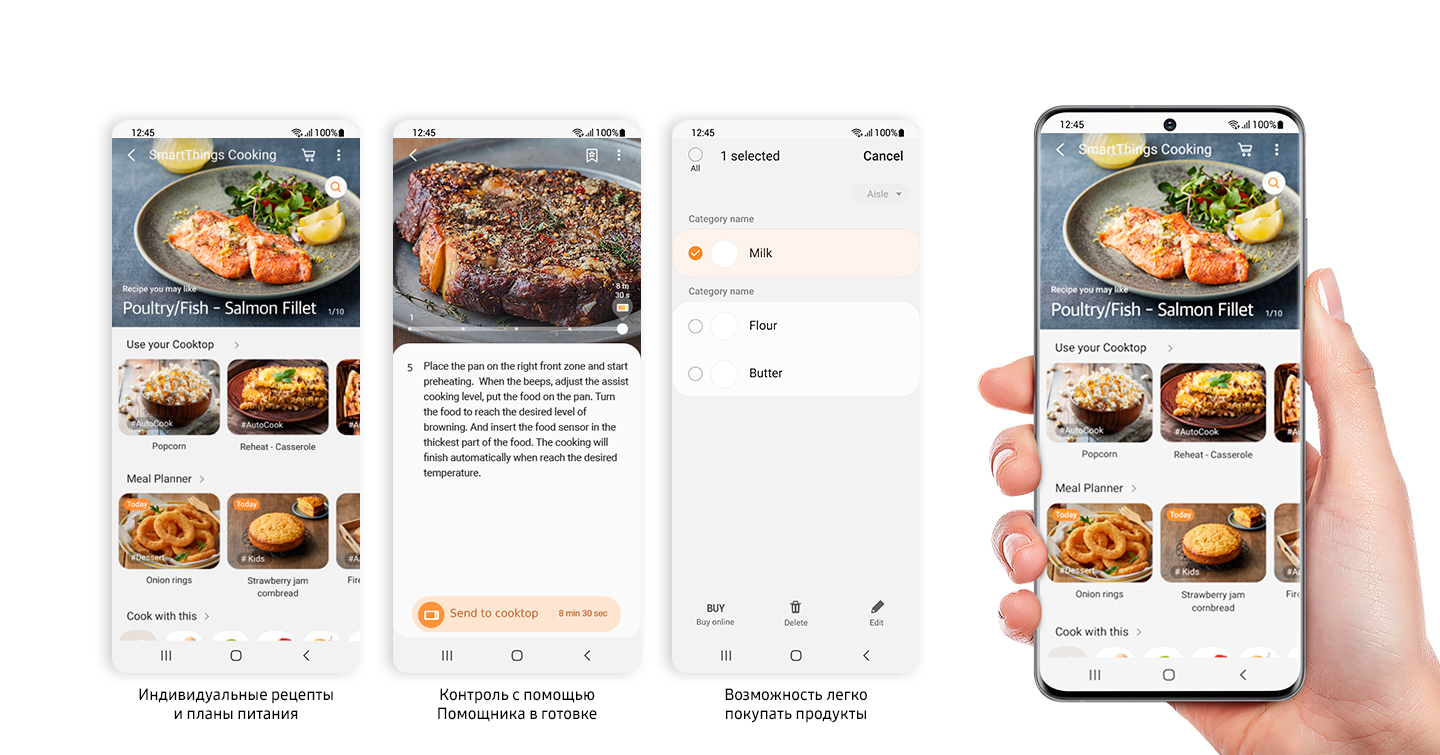 12:45
100%
SmartThings Cooking
Recipe you may like
Poultry/Fish - Salmon Fillet 1/10
Use your Cooktop
#AutoCook
#AutoCook
Popcorn
Reheat - Casserole
Meal Planner
Today
Today
#Dessert
# Kids
#A
Onion rings
Strawberry jam
cornbread
Fire
Cook with this
Индивидуальные рецепты
и планы питания
12:45
100%
8 m
30 s
1
5 Place the pan on the right front zone and start
preheating. When the beeps, adjust the assist
cooking level, put the food on the pan. Turn
the food to reach the desired level of
browning. And insert the food sensor in the
thickest part of the food. The cooking will
finish automatically when reach the desired
temperature.
Send to cooktop 8 min 30 sec
Контроль с помощью
Помощника в готовке
12:45
100%
All
1 selected
Cancel
Aisle
Category name
Milk
Category name
Flour
Butter
BUY
Buy online
Delete
Edit
Возможность легко
покупать продукты
12:45
100%
SmartThings Cooking
Recipe you may like
Poultry/Fish - Salmon Fillet 1/10
Use your Cooktop
#AutoCook
#AutoCook
Popcorn
Reheat - Casserole
Meal Planner
Today
Today
#Dessert
# Kids
#A
Onion rings
Strawberry jam
cornbread
Fire
Cook with this